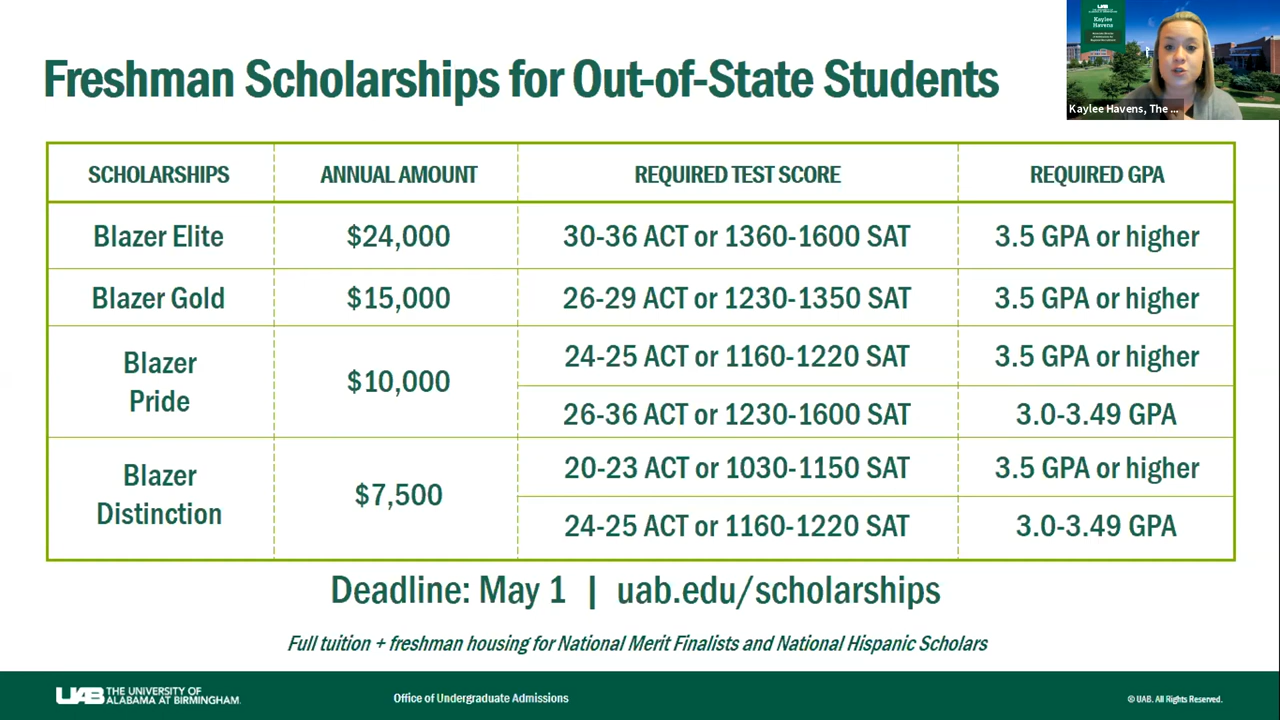 Freshman Scholarships for Out-of-State Students
UAB
Kaylee
Havens
Kaylee Havens, The ...
SCHOLARSHIPS ANNUAL AMOUNT REQUIRED TEST SCORE REQUIRED GPA
Blazer Elite $24,000 30-36 ACT or 1360-1600 SAT 3.5 GPA or higher
Blazer Gold $15,000 26-29 ACT or 1230-1350 SAT 3.5 GPA or higher
Blazer
Pride
$10,000
24-25 ACT or 1160-1220 SAT 3.5 GPA or higher
26-36 ACT or 1230-1600 SAT 3.0-3.49 GPA
Blazer
Distinction
$7,500
20-23 ACT or 1030-1150 SAT 3.5 GPA or higher
24-25 ACT or 1160-1220 SAT 3.0-3.49 GPA
Deadline: May 1 | uab.edu/scholarships
Full tuition + freshman housing for National Merit Finalists and National Hispanic Scholars
UAB THE UNIVERSITY OF
ALABAMA AT BIRMINGHAM.
Office of Undergraduate Admissions
© UAB. All Rights Reserved.